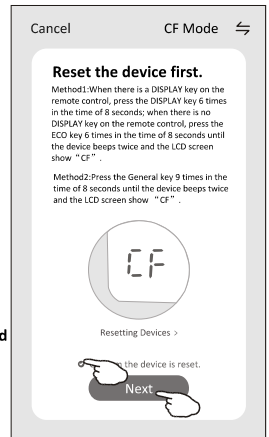 Cancel CF Mode
Reset the device first.
Method1:When there is a DISPLAY key on the
remote control, press the DISPLAY key 6 times
in the time of 8 seconds; when there is no
DISPLAY key on the remote control, press the
ECO key 6 times in the time of 8 seconds until
the device beeps twice and the LCD screen
show “CF”.
Method2:Press the General key 9 times in the
time of 8 seconds until the device beeps twice
and the LCD screen show “CF”.
CF
Resetting Devices >
d
the device is reset.
Next